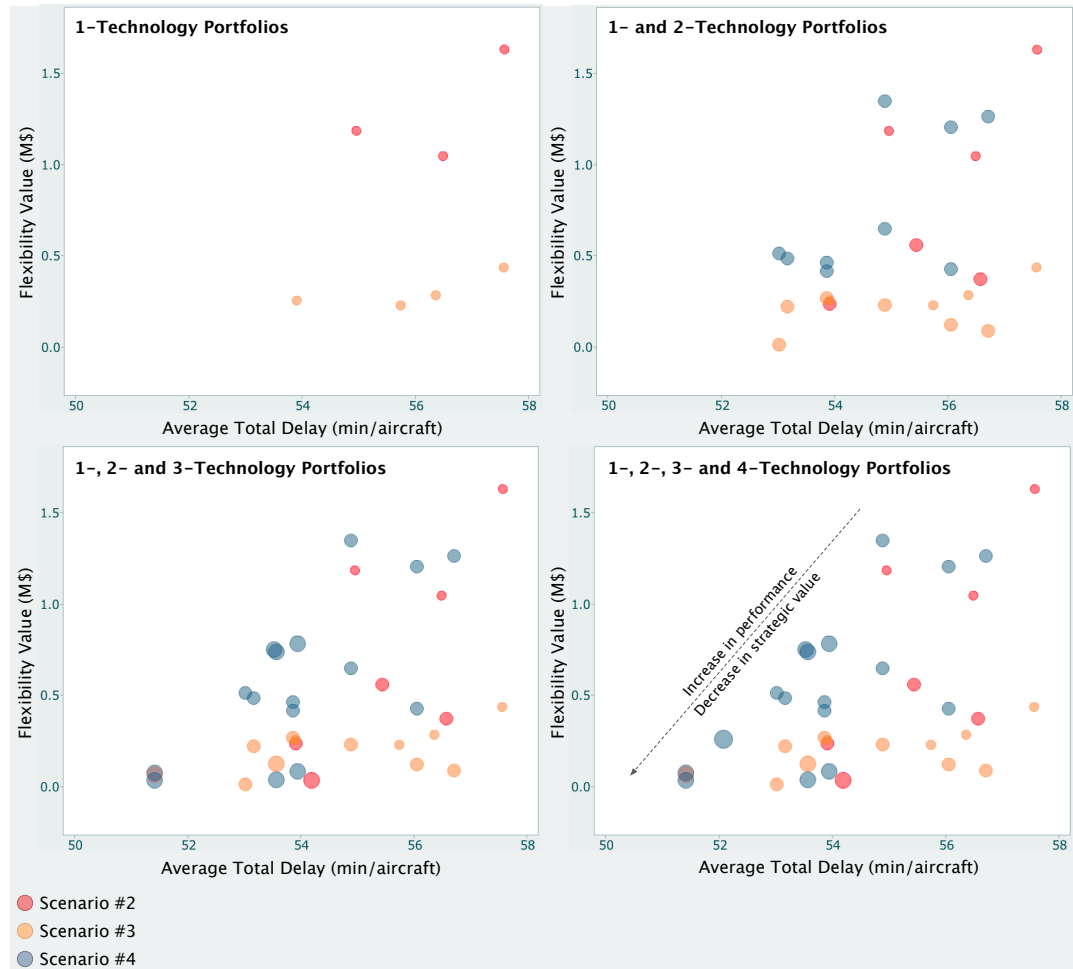 1-Technology Portfolios
Flexibility Value (M$)
1.5
1.0
0.5
0.0
50
52
54
56
58
Average Total Delay (min/aircraft)
1- and 2-Technology Portfolios
Flexibility Value (M$)
1.5
1.0
0.5
0.0
50
52
54
56
58
Average Total Delay (min/aircraft)
1-, 2- and 3-Technology Portfolios
Flexibility Value (M$)
1.5
1.0
0.5
0.0
50
52
54
56
58
Average Total Delay (min/aircraft)
1-, 2-, 3- and 4-Technology Portfolios
Flexibility Value (M$)
1.5
1.0
0.5
0.0
Increase in performance
Decrease in strategic value
50
52
54
56
58
Average Total Delay (min/aircraft)
Scenario #2
Scenario #3
Scenario #4